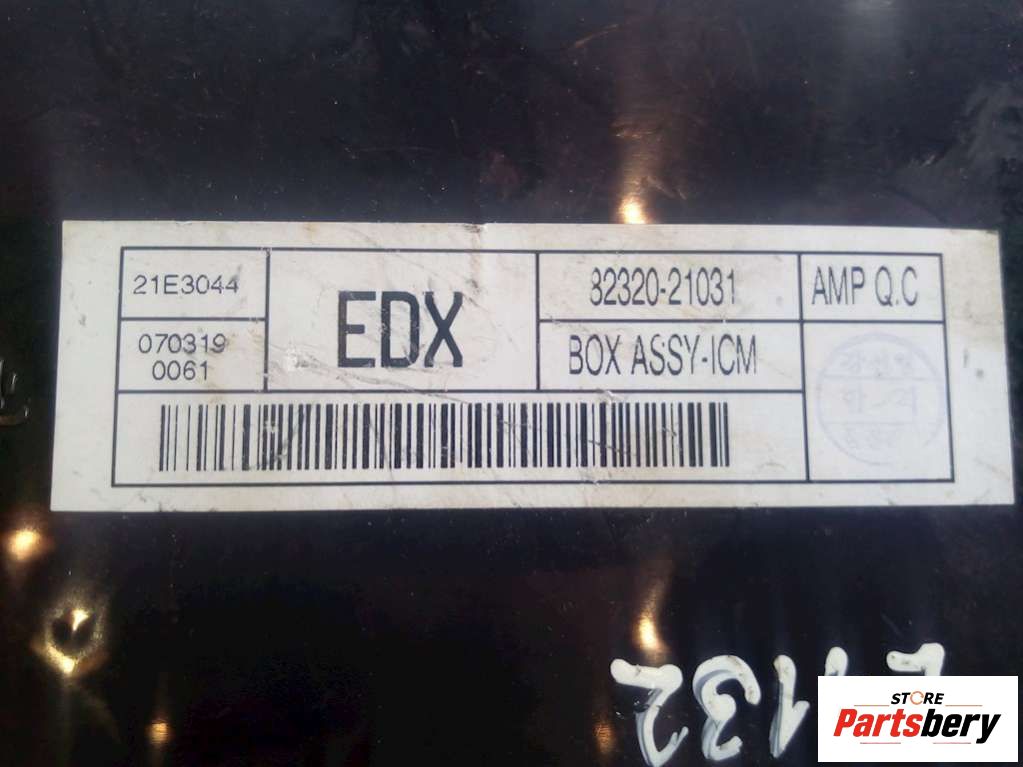 21E3044
070319
0061
EDX
82320-21031
BOX ASSY-ICM
AMP Q.C
STORE
Partsbery